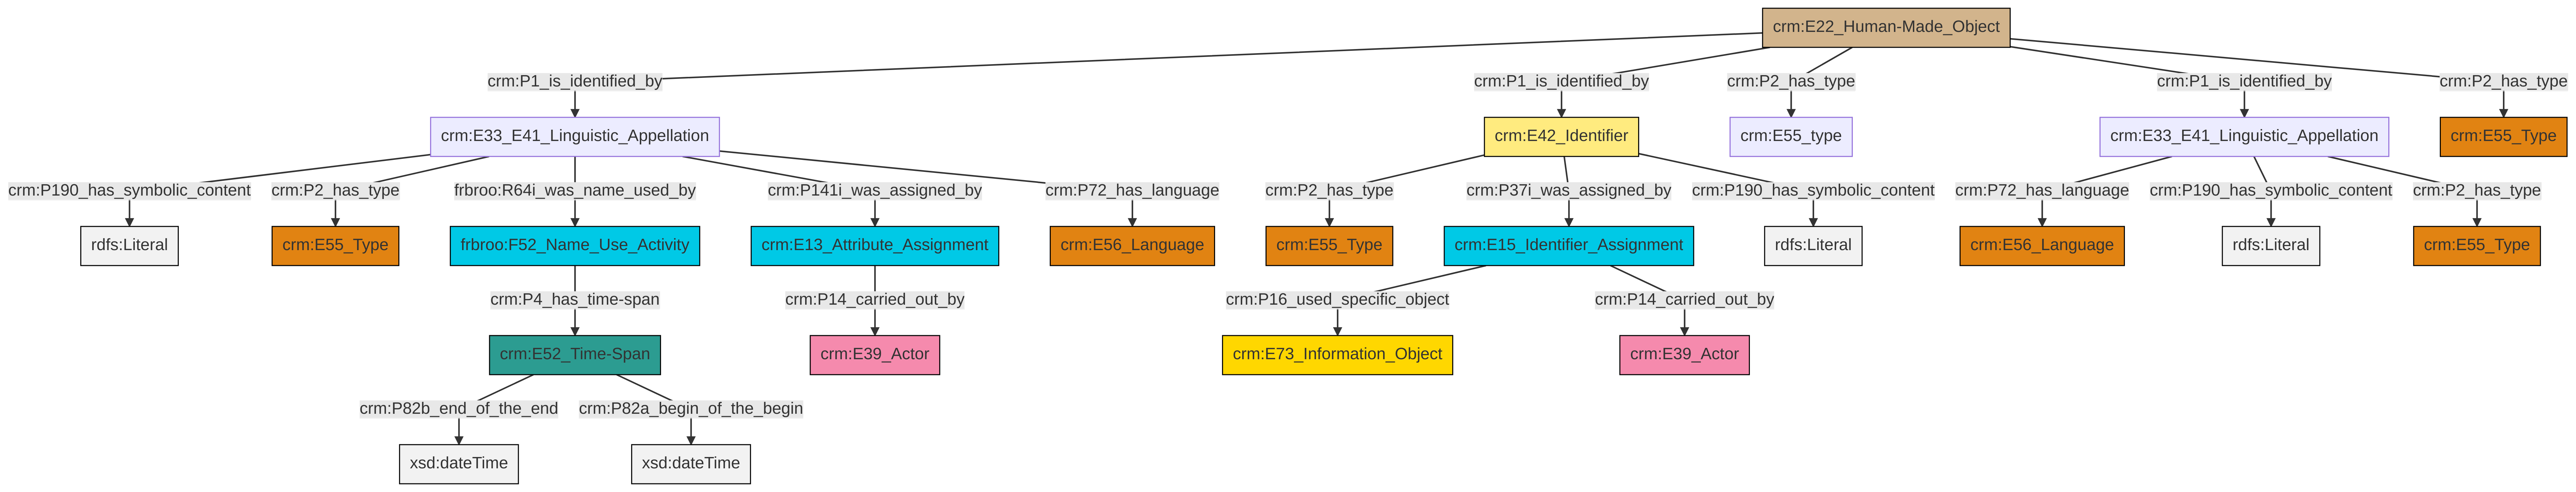 crm:E22_Human-Made_Object
crm:P1_is_identified_by
crm:P1_is_identified_by
crm:P2_has_type
crm:P1_is_identified_by
crm:P2_has_type
crm:E33_E41_Linguistic_Appellation
crm:E42_Identifier
crm:E55_type
crm:E33_E41_Linguistic_Appellation
crm:E55_Type
crm:P190_has_symbolic_content
crm:P2_has_type
frbroo:R64i_was_name_used_by
crm:P141i_was_assigned_by
crm:P72_has_language
crm:P2_has_type
crm:P37i_was_assigned_by
crm:P190_has_symbolic_content
crm:P72_has_language
crm:P190_has_symbolic_content
crm:P2_has_type
rdfs:Literal
crm:E55_Type
frbroo:F52_Name_Use_Activity
crm:E13_Attribute_Assignment
crm:E56_Language
crm:E55_Type
crm:E15_Identifier_Assignment
rdfs:Literal
crm:E56_Language
rdfs:Literal
crm:E55_Type
crm:P4_has_time-span
crm:P14_carried_out_by
crm:P16_used_specific_object
crm:P14_carried_out_by
crm:E52_Time-Span
crm:E39_Actor
crm:E73_Information_Object
crm:E39_Actor
crm:P82b_end_of_the_end
crm:P82a_begin_of_the_begin
xsd:dateTime
xsd:dateTime